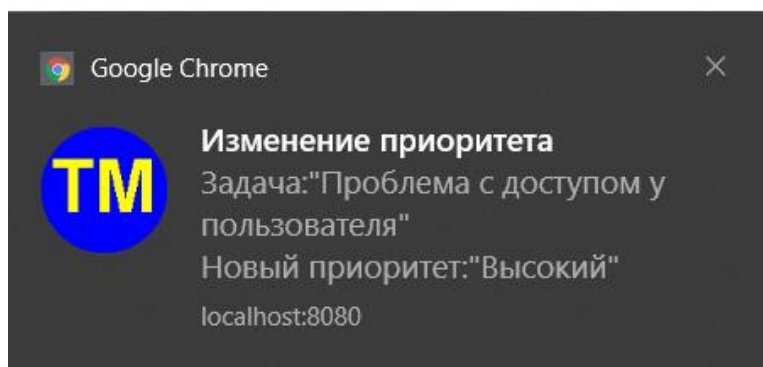 Google Chrome
TM
Изменение приоритета
Задача:"Проблема с доступом у
пользователя"
Новый приоритет:"Высокий"
localhost:8080